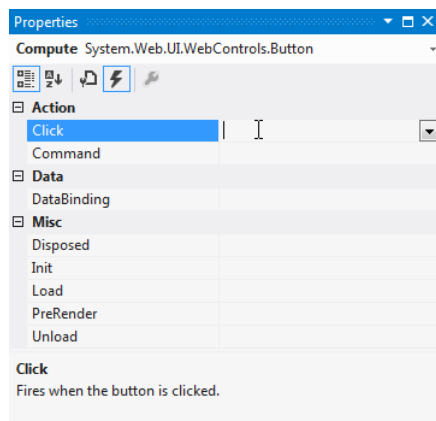 Properties
Compute System.Web.UI.WebControls.Button
Action
Click
Command
Data
DataBinding
Misc
Disposed
Init
Load
PreRender
Unload
Click
Fires when the button is clicked.